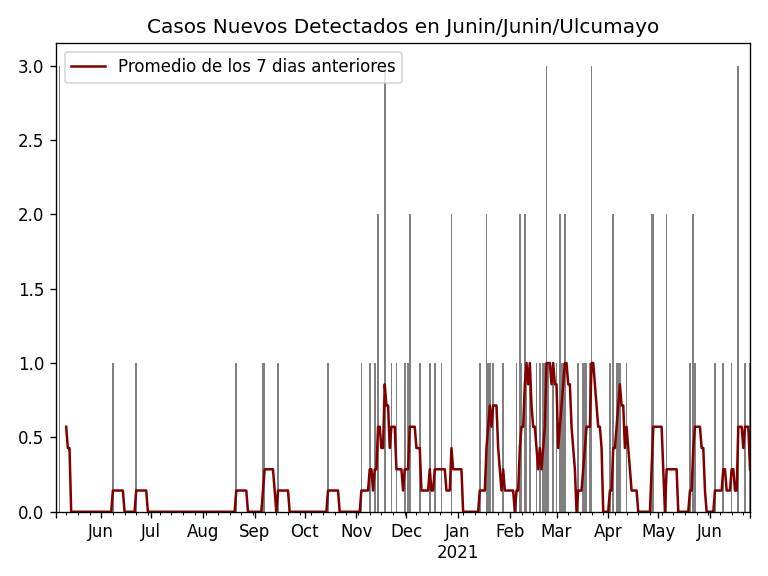 Casos Nuevos Detectados en Junin/Junin/Ulcumayo
Promedio de los 7 dias anteriores
3.0
2.5
2.0
1.5
1.0
0.5
0.0
Jun Jul Aug Sep Oct Nov Dec Jan Feb Mar Apr May Jun
2021